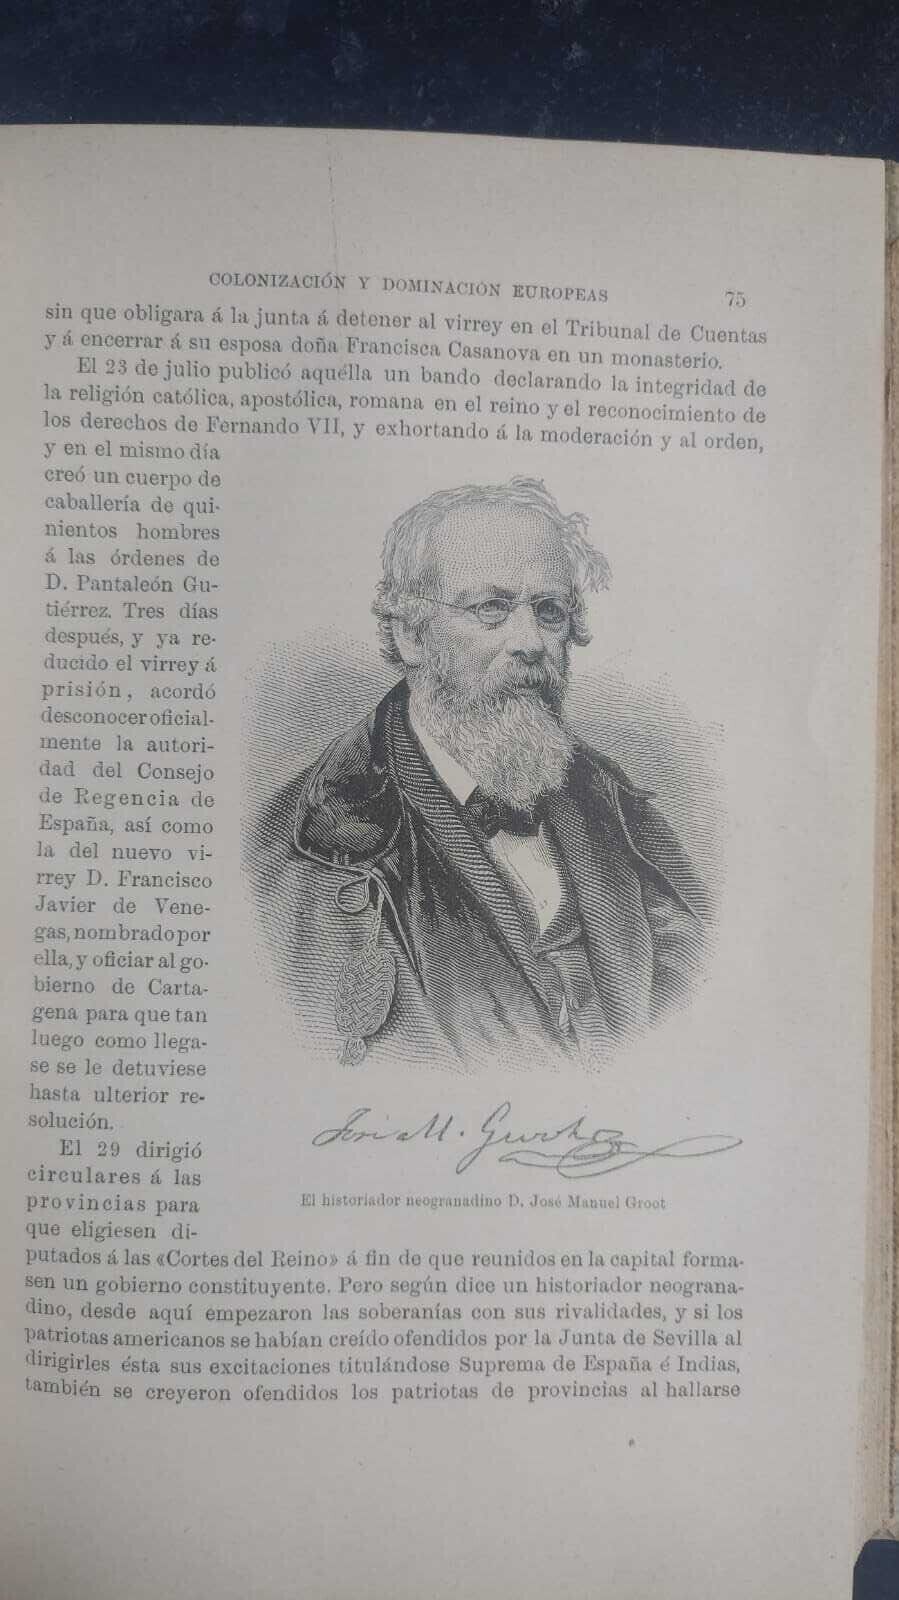 COLONIZACIÓN Y DOMINACIÓN EUROPEAS 75
sin que obligara á la junta á detener al virrey en el Tribunal de Cuentas
y á encerrar á su esposa doña Francisca Casanova en un monasterio.
El 23 de julio publicó aquélla un bando declarando la integridad de
la religión católica, apostólica, romana en el reino y el reconocimiento de
los derechos de Fernando VII, y exhortando á la moderación y al orden,
y en el mismo día
creó un cuerpo de
caballería de qui-
nientos hombres
á las órdenes de
D. Pantaleón Gu-
tiérrez. Tres días
después, y ya re-
ducido el virrey á
prisión, acordó
desconocer oficial-
mente la autori-
dad del Consejo
de Regencia de
España, así como
la del nuevo vi-
rrey D. Francisco
Javier de Vene-
gas, nombrado por
ella, y oficiar al go-
bierno de Carta-
gena para que tan
luego como llega-
se se le detuviese
hasta ulterior re-
solución.
El 29 dirigió
circulares á las
provincias para
que eligiesen di-
José M. Groot
El historiador neogranadino D. José Manuel Groot
putados á las «Cortes del Reino» á fin de que reunidos en la capital forma-
sen un gobierno constituyente. Pero según dice un historiador neograna-
dino, desde aquí empezaron las soberanías con sus rivalidades, y si los
patriotas americanos se habían creído ofendidos por la Junta de Sevilla al
dirigirles ésta sus excitaciones titulándose Suprema de España é Indias,
también se creyeron ofendidos los patriotas de provincias al hallarse